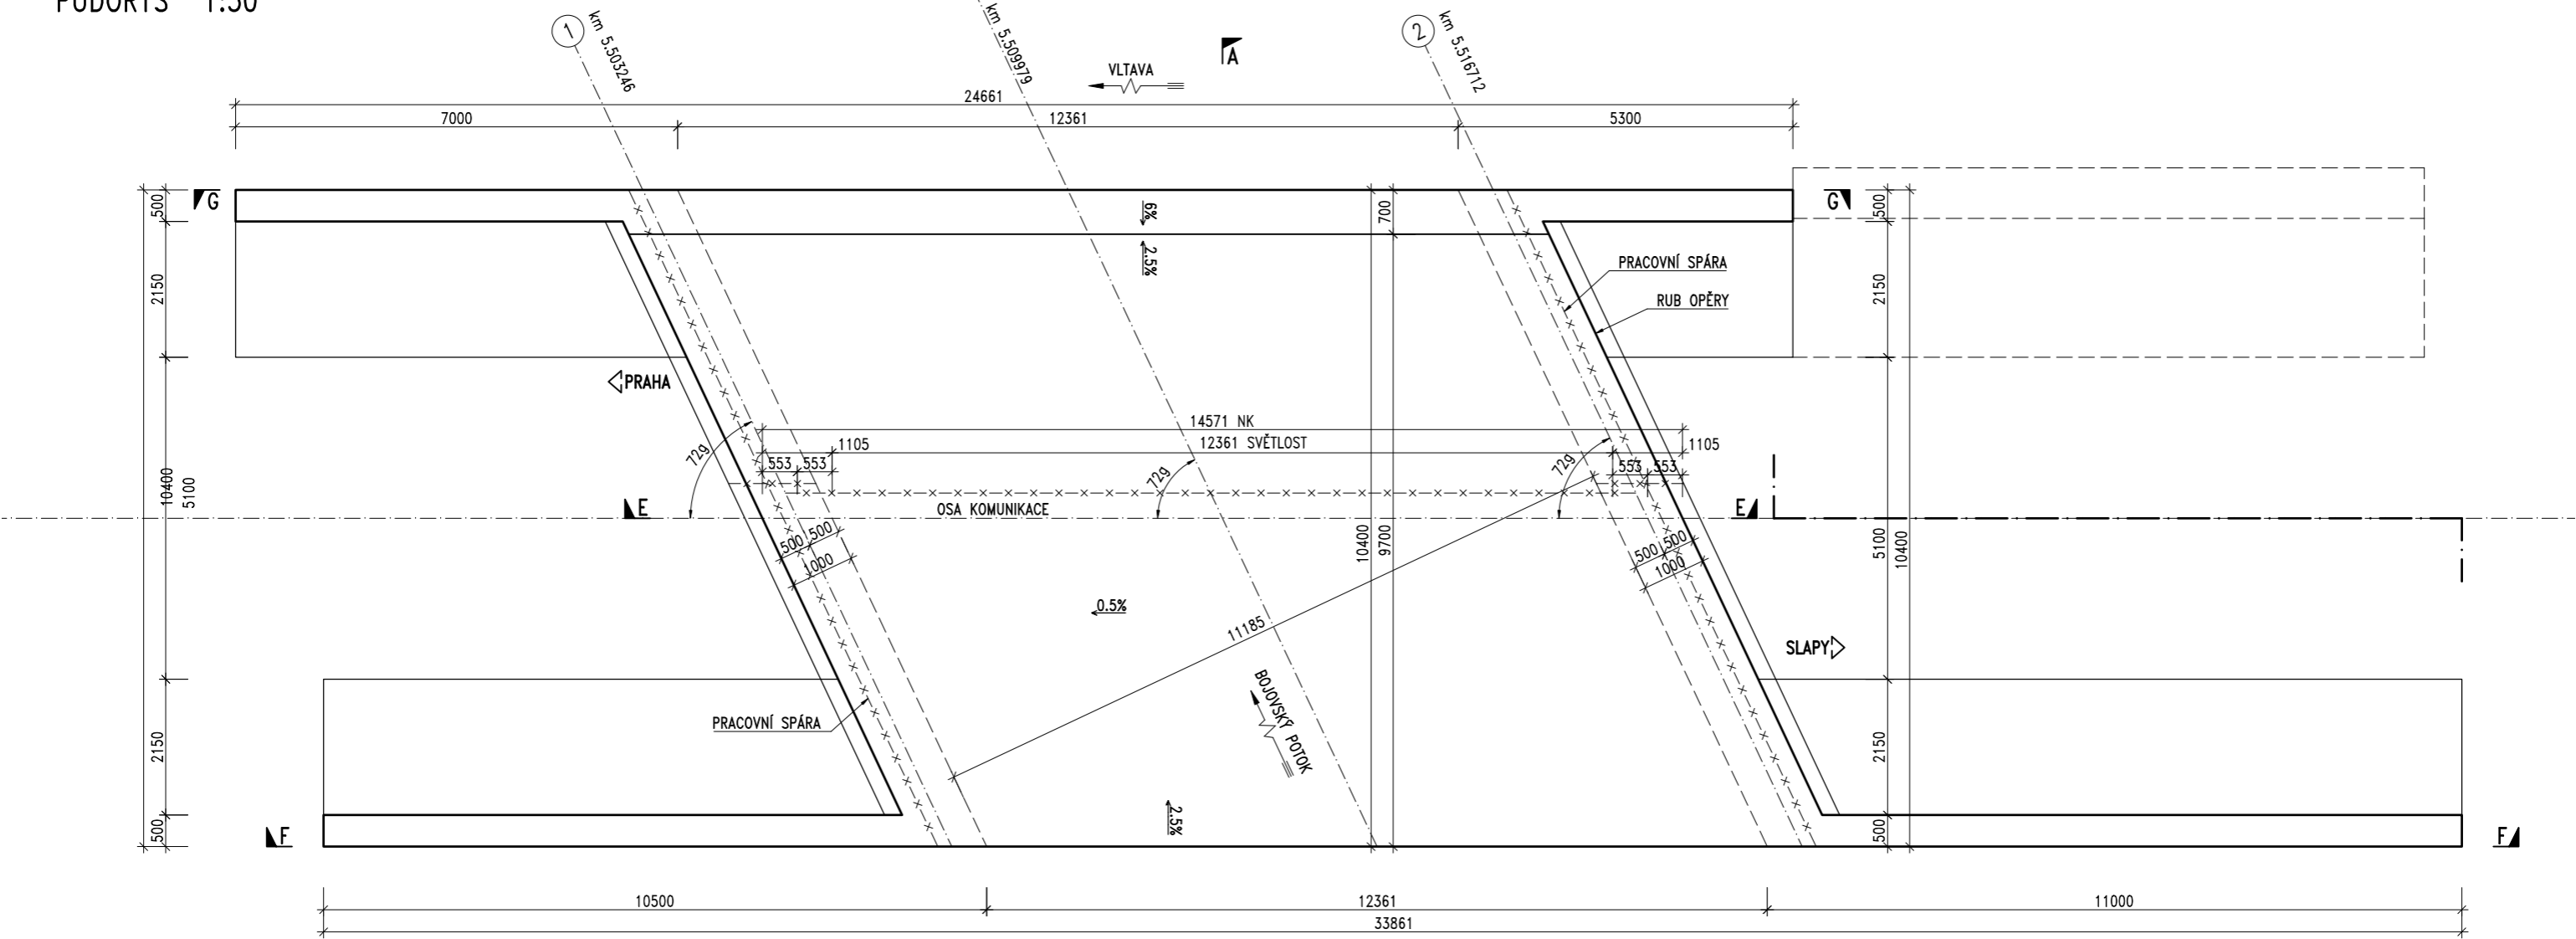 PŮDORYS 1:50
1
km 5.503246
km 5.509979
2
km 5.516712
A
VLTAVA
24661
7000
12361
5300
G
G
500
2150
10400
5100
2150
500
6%
2.5%
700
10400
9700
500
2150
5100
10400
2150
500
PRACOVNÍ SPÁRA
RUB OPĚRY
PRAHA
14571 NK
12361 SVĚTLOST
1105
1105
553
553
553
553
72g
72g
72g
E
E
OSA KOMUNIKACE
500
500
1000
500
500
1000
0.5%
11185
SLAPY
BOJOVSKÝ POTOK
PRACOVNÍ SPÁRA
2.5%
F
F
10500
12361
11000
33861